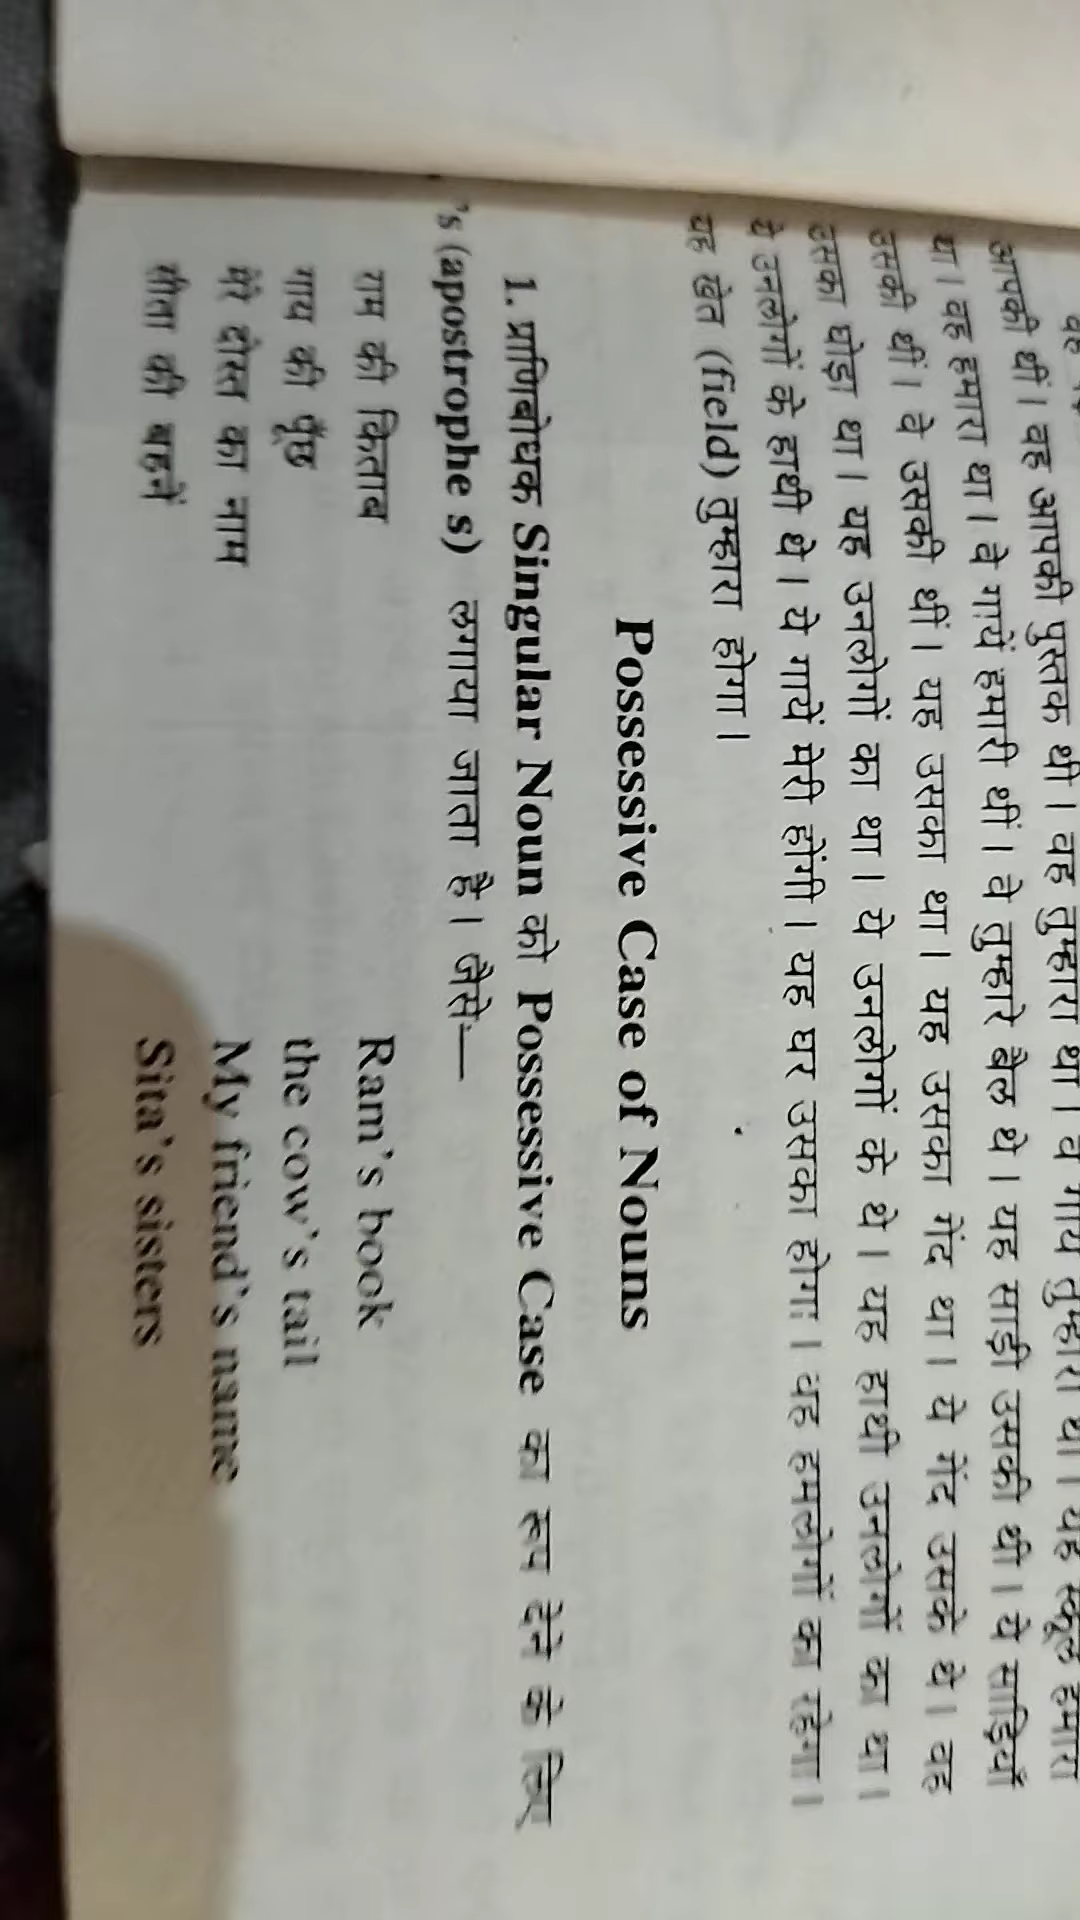 आपकी थीं। वह आपकी पुस्तक थी। वह तुम्हारा था। वे गायें तुम्हारी थीं। यह स्कूल हमारा
था। वह हमारा था। वे गायें हमारी थीं। वे तुम्हारे बैल थे। यह साड़ी उसकी थी। ये साड़ियाँ
उसकी थीं। वे उसकी थीं। यह उसका था। यह उसका गेंद था। ये गेंद उसके थे। वह
उसका घोड़ा था। यह उनलोगों का था। ये उनलोगों के थे। यह हाथी उनलोगों का था।
ये उनलोगों के हाथी थे। ये गायें मेरी होंगी। यह घर उसका होगा। यह हमलोगों का रहेगा।
यह खेत (field) तुम्हारा होगा।
Possessive Case of Nouns
1. प्राणिबोधक Singular Noun को Possessive Case का रूप देने के लिए
's (apostrophe s) लगाया जाता है। जैसे—
राम की किताब Ram's book
गाय की पूँछ the cow's tail
मेरे दोस्त का नाम My friend's name
सीता की बहनें Sita's sisters